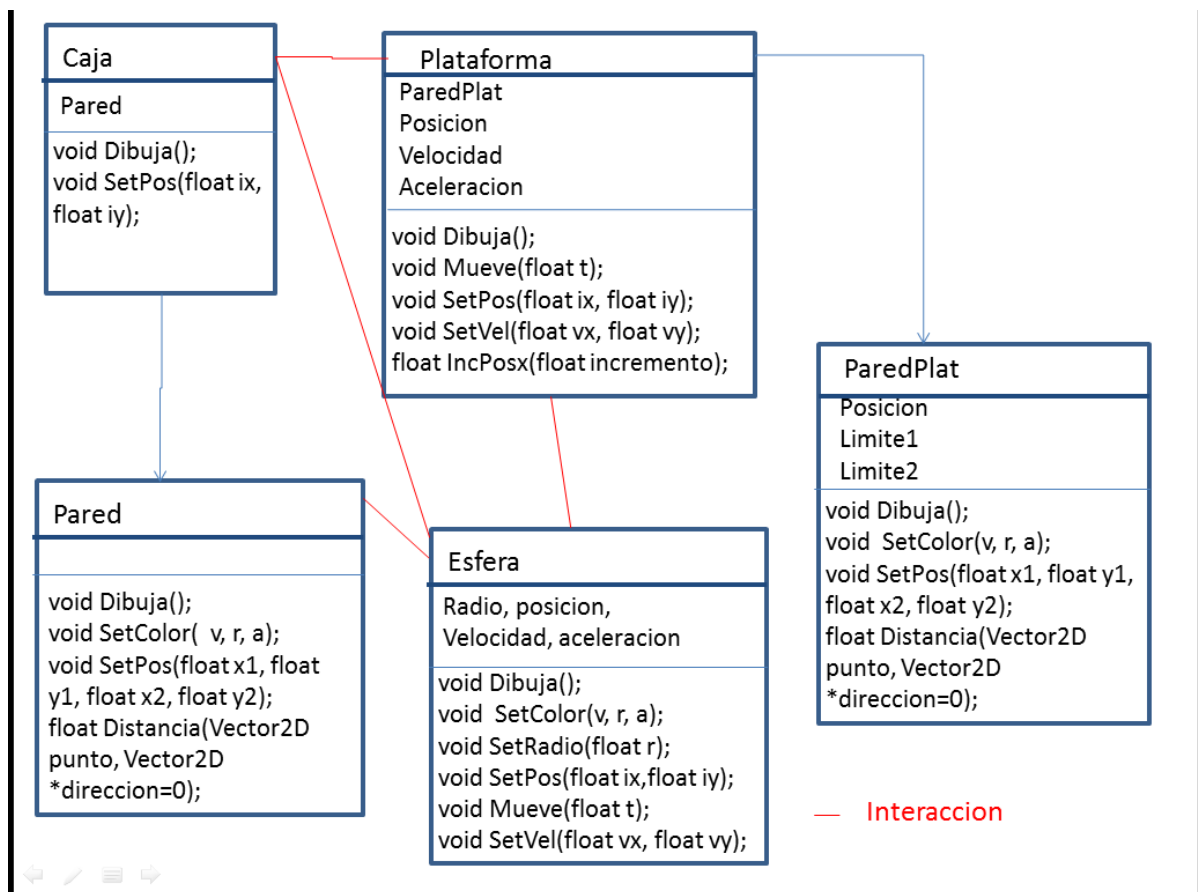 Caja
Pared
void Dibuja();
void SetPos(float ix,
float iy);
Plataforma
ParedPlat
Posicion
Velocidad
Aceleracion
void Dibuja();
void Mueve(float t);
void SetPos(float ix, float iy);
void SetVel(float vx, float vy);
float IncPosx(float incremento);
ParedPlat
Posicion
Limite1
Limite2
void Dibuja();
void SetColor(v, r, a);
void SetPos(float x1, float y1,
float x2, float y2);
float Distancia(Vector2D
punto, Vector2D
*direccion=0);
Pared
void Dibuja();
void SetColor( v, r, a);
void SetPos(float x1, float
y1, float x2, float y2);
float Distancia(Vector2D
punto, Vector2D
*direccion=0);
Esfera
Radio, posicion,
Velocidad, aceleracion
void Dibuja();
void SetColor(v, r, a);
void SetRadio(float r);
void SetPos(float ix,float iy);
void Mueve(float t);
void SetVel(float vx, float vy);
Interaccion